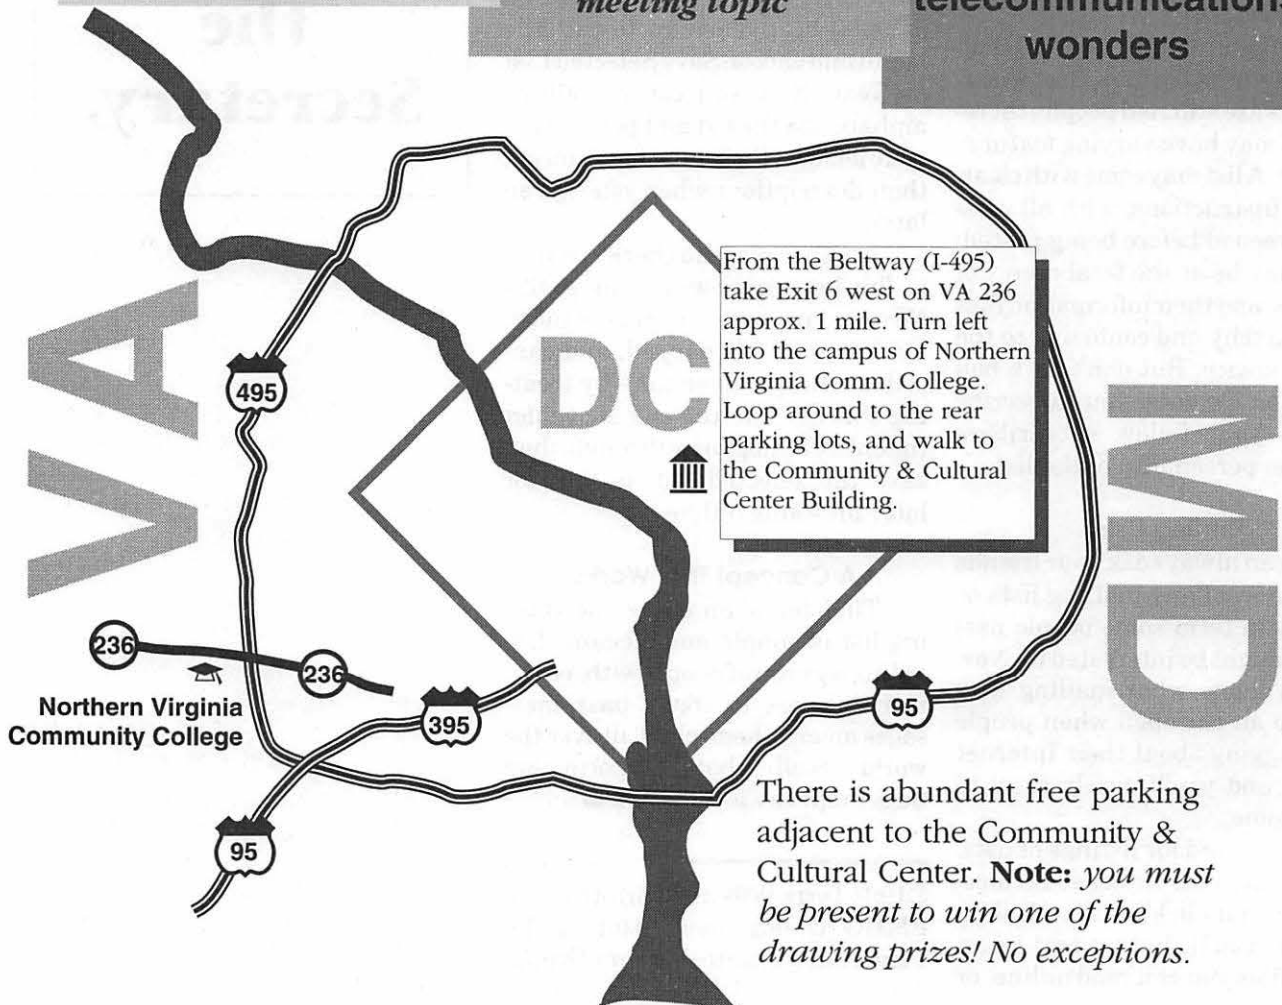 meeting topic
telecommunications
wonders
VA
DC
MD
From the Beltway (I-495)
take Exit 6 west on VA 236
approx. 1 mile. Turn left
into the campus of Northern
Virginia Comm. College.
Loop around to the rear
parking lots, and walk to
the Community & Cultural
Center Building.
495
236
236
Northern Virginia
Community College
395
95
95
There is abundant free parking
adjacent to the Community &
Cultural Center. Note: you must
be present to win one of the
drawing prizes! No exceptions.